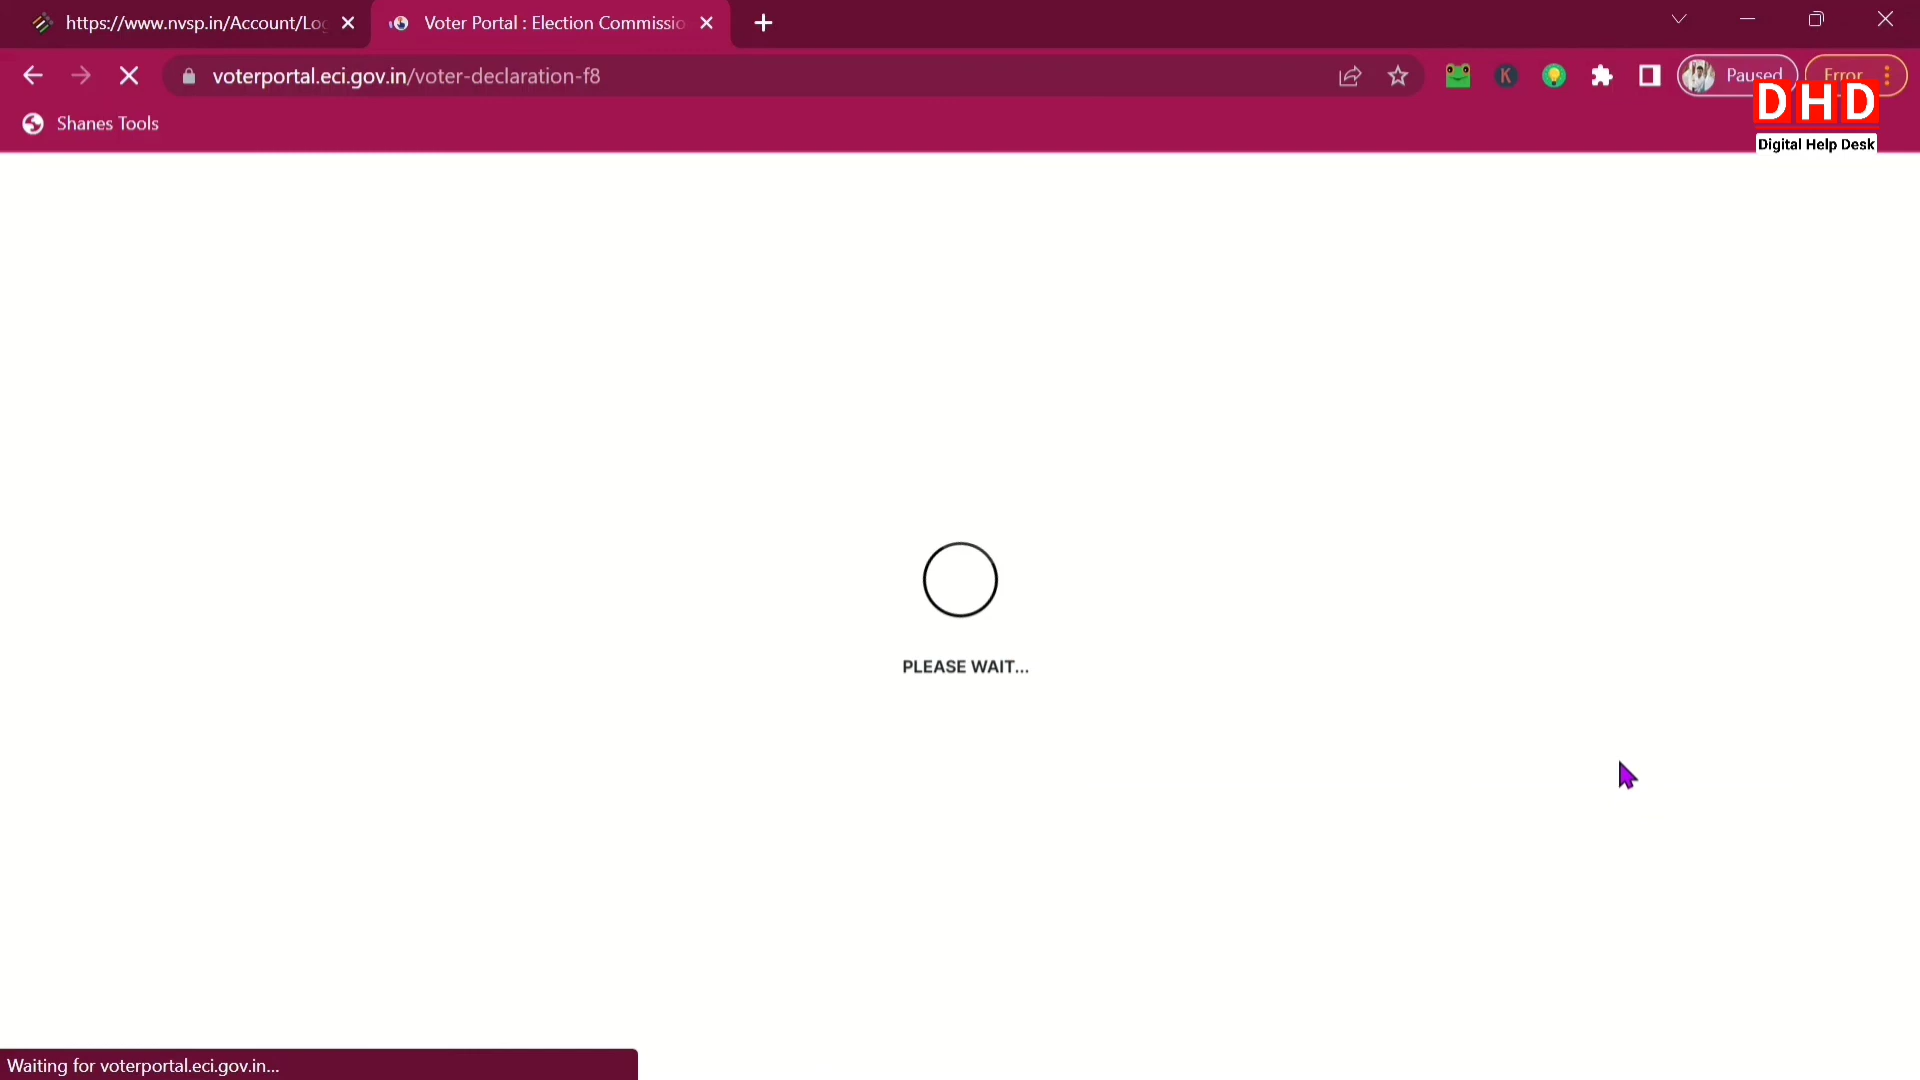 https://www.nvsp.in/Account/Log
Voter Portal : Election Commissio
voterportal.eci.gov.in/voter-declaration-f8
K
Paused
Error
DHD
Digital Help Desk
Shanes Tools
PLEASE WAIT...
Waiting for voterportal.eci.gov.in...